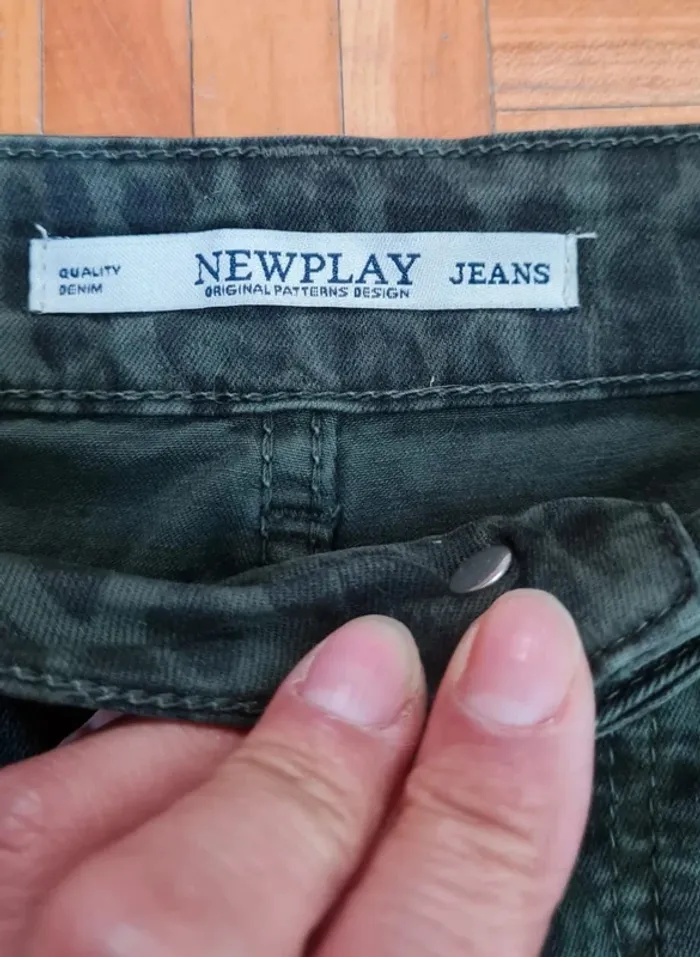 QUALITY
DENIM
NEWPLAY
ORIGINAL PATTERNS DESIGN
JEANS